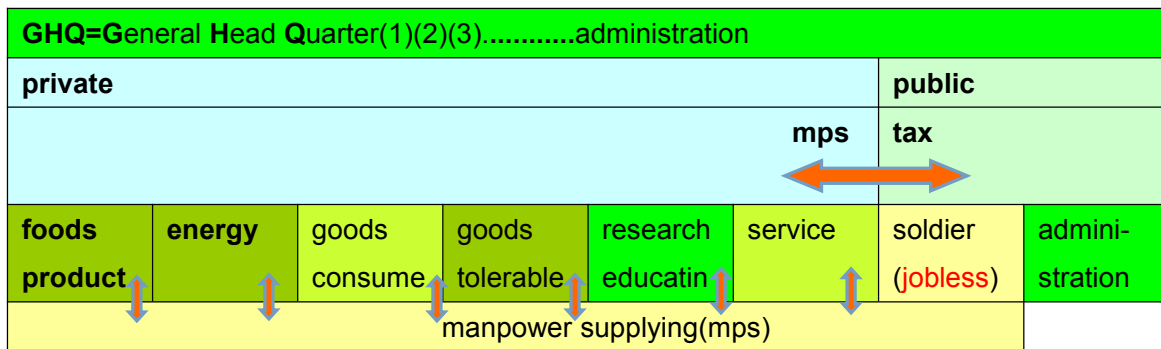 GHQ=General Head Quarter(1)(2)(3)............administration
private public
mps tax
foods energy goods goods research service soldier admini-
product consume tolerable educatin (jobless) stration
manpower supplying(mps)